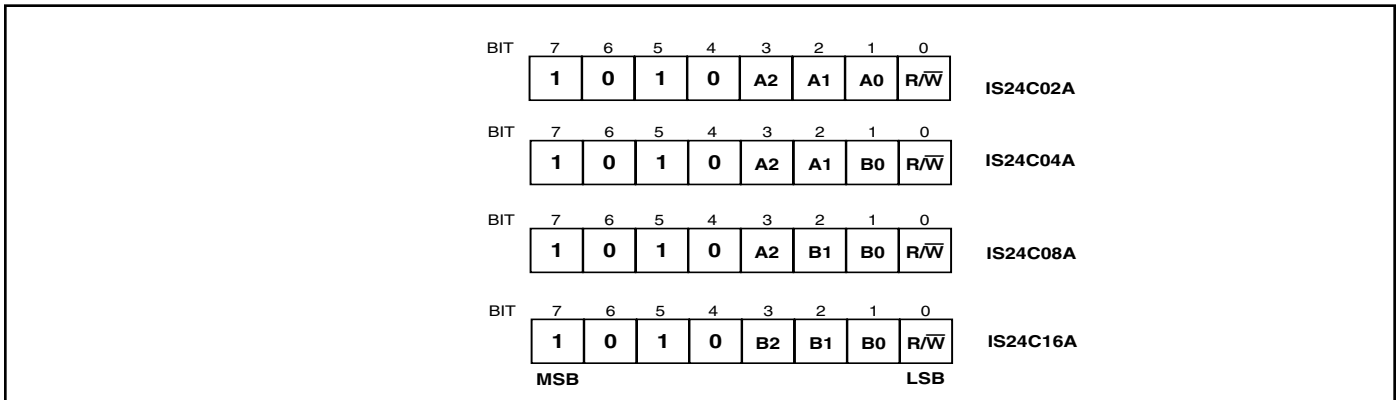 BIT 7 6 5 4 3 2 1 0
1 0 1 0 A2 A1 A0 R/W̅ IS24C02A
BIT 7 6 5 4 3 2 1 0
1 0 1 0 A2 A1 B0 R/W̅ IS24C04A
BIT 7 6 5 4 3 2 1 0
1 0 1 0 A2 B1 B0 R/W̅ IS24C08A
BIT 7 6 5 4 3 2 1 0
1 0 1 0 B2 B1 B0 R/W̅ IS24C16A
MSB LSB